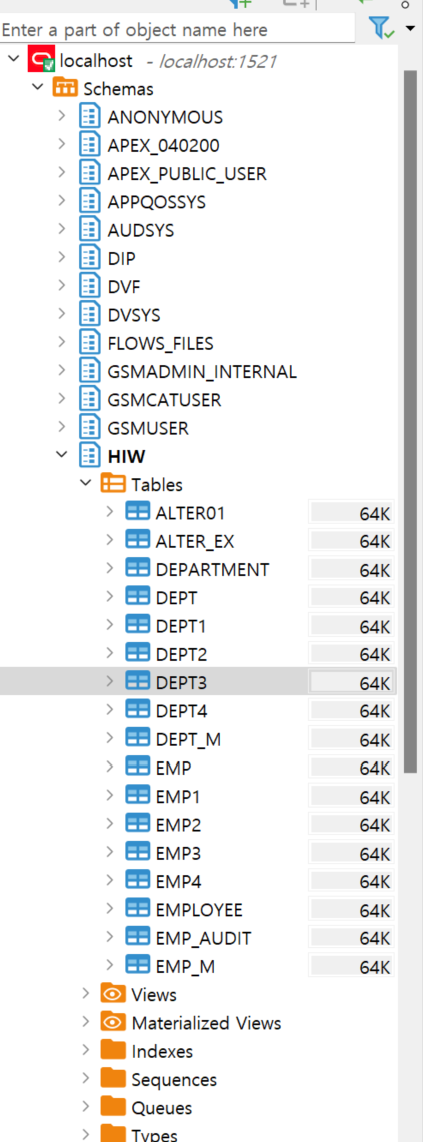 Enter a part of object name here
localhost - localhost:1521
Schemas
ANONYMOUS
APEX_040200
APEX_PUBLIC_USER
APPQOSSYS
AUDSYS
DIP
DVF
DVSYS
FLOWS_FILES
GSMADMIN_INTERNAL
GSMCATUSER
GSMUSER
HIW
Tables
ALTER01 64K
ALTER_EX 64K
DEPARTMENT 64K
DEPT 64K
DEPT1 64K
DEPT2 64K
DEPT3 64K
DEPT4 64K
DEPT_M 64K
EMP 64K
EMP1 64K
EMP2 64K
EMP3 64K
EMP4 64K
EMPLOYEE 64K
EMP_AUDIT 64K
EMP_M 64K
Views
Materialized Views
Indexes
Sequences
Queues
Types